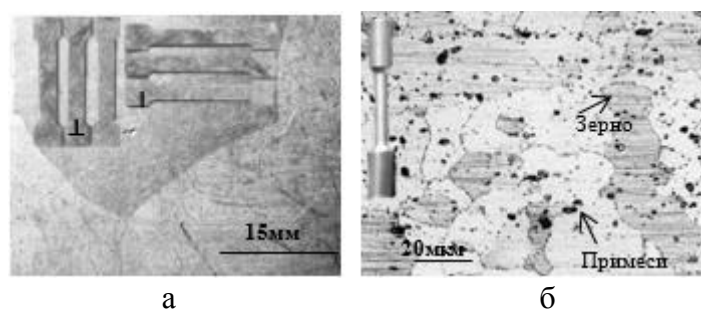 15мм
Зерно
20мкм
Примеси
а
б